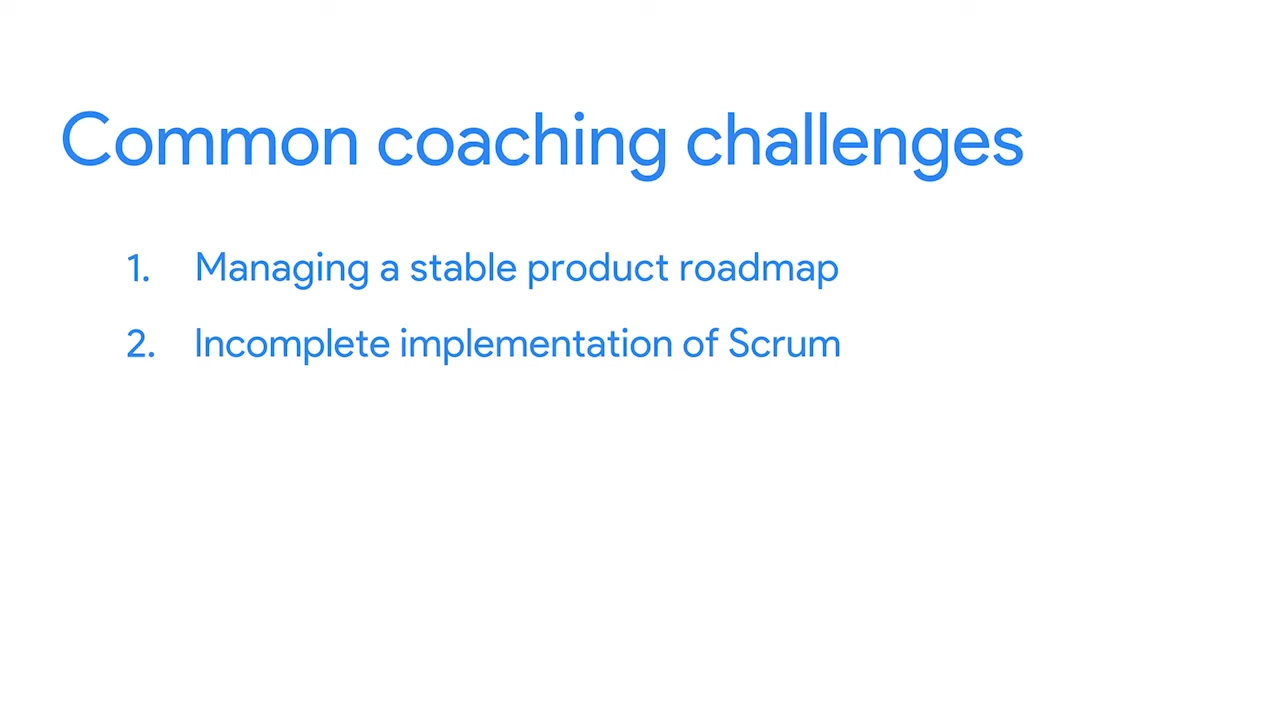 Common coaching challenges
1. Managing a stable product roadmap
2. Incomplete implementation of Scrum